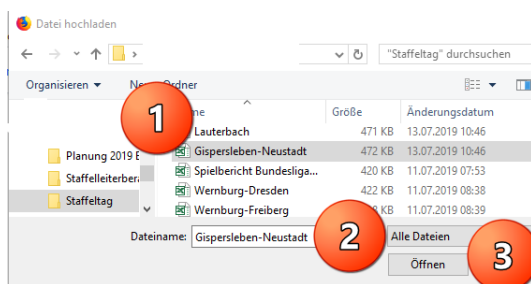 Datei hochladen
"Staffeltag" durchsuchen
Organisieren Ordner
Größe Änderungsdatum
1
Lauterbach 471 KB 13.07.2019 10:46
Planung 2019 Gispersleben-Neustadt 472 KB 13.07.2019 10:46
Staffelleiterber Spielbericht Bundesliga... 420 KB 11.07.2019 07:53
Staffeltag Wernburg-Dresden 422 KB 11.07.2019 08:38
Wernburg-Freiberg KB 11.07.2019 08:39
Dateiname: Gispersleben-Neustadt 2 Alle Dateien
Öffnen 3